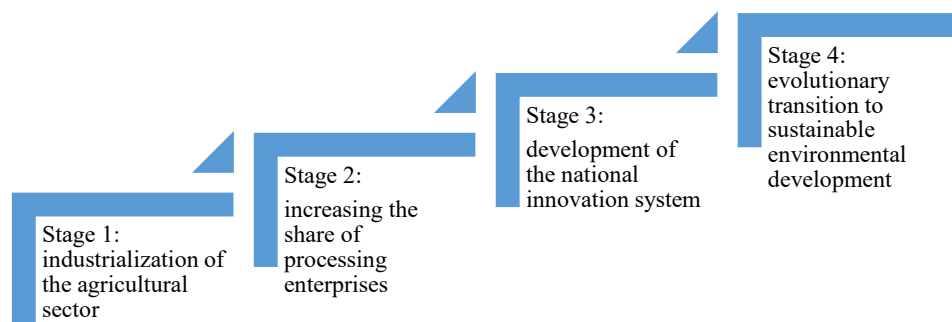 Stage 1:
industrialization of
the agricultural
sector
Stage 2:
increasing the
share of
processing
enterprises
Stage 3:
development of
the national
innovation system
Stage 4:
evolutionary
transition to
sustainable
environmental
development